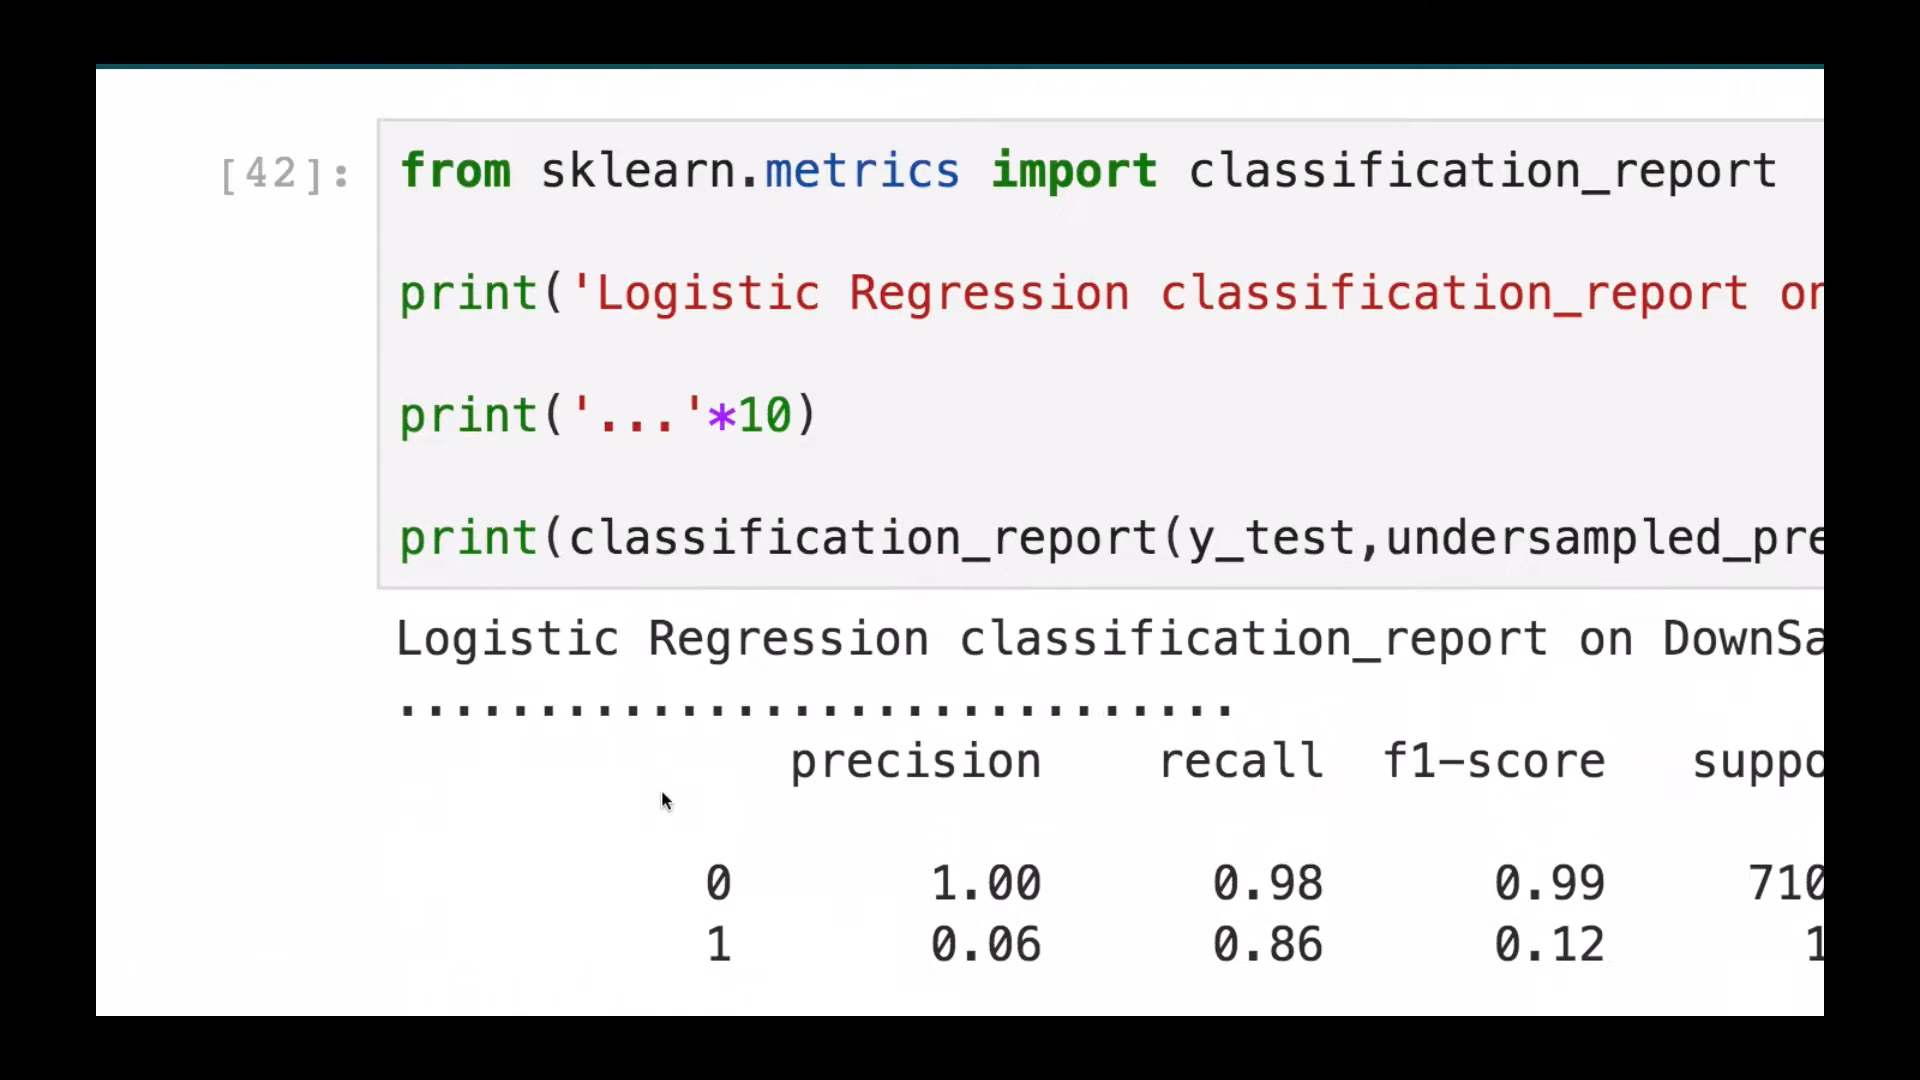 [42]: from sklearn.metrics import classification_report
print('Logistic Regression classification_report on
print('...'*10)
print(classification_report(y_test,undersampled_pre
Logistic Regression classification_report on DownSa
..............................
precision recall f1-score suppo
0 1.00 0.98 0.99 710
1 0.06 0.86 0.12 1